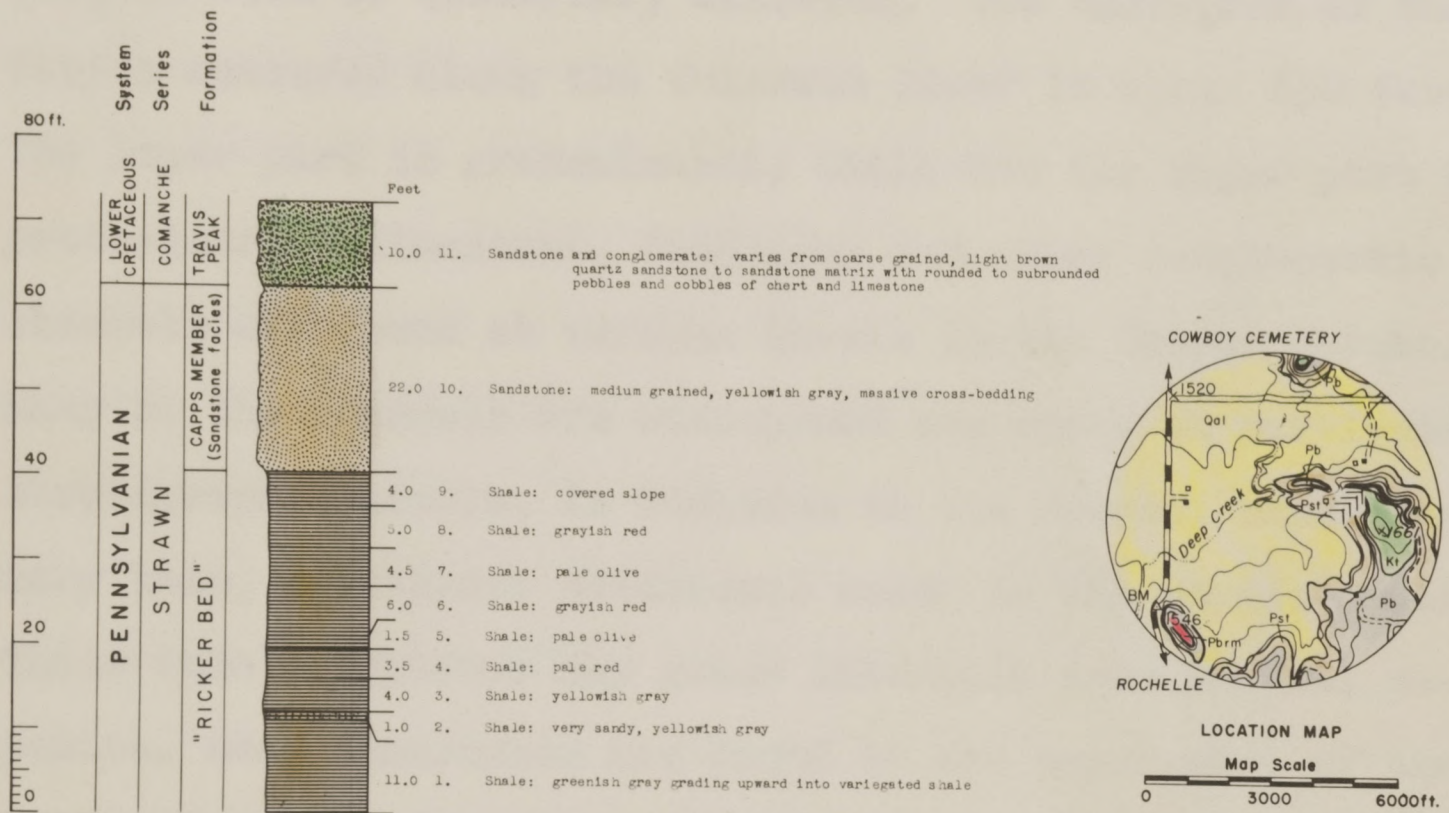 System
Series
Formation
80 ft.
60
40
20
0
LOWER
CRETACEOUS
COMANCHE
TRAVIS
PEAK
PENNSYLVANIAN
STRAWN
CAPPS MEMBER
(Sandstone facies)
"RICKER BED"
Feet
10.0 11. Sandstone and conglomerate: varies from coarse grained, light brown
quartz sandstone to sandstone matrix with rounded to subrounded
pebbles and cobbles of chert and limestone
22.0 10. Sandstone: medium grained, yellowish gray, massive cross-bedding
4.0 9. Shale: covered slope
5.0 8. Shale: grayish red
4.5 7. Shale: pale olive
6.0 6. Shale: grayish red
1.5 5. Shale: pale olive
3.5 4. Shale: pale red
4.0 3. Shale: yellowish gray
1.0 2. Shale: very sandy, yellowish gray
11.0 1. Shale: greenish gray grading upward into variegated shale
COWBOY CEMETERY
Pb
1520
Qal
Pb
Pst
Deep Creek
Kt
BM
Pb
1546
Pst
Pbrm
ROCHELLE
LOCATION MAP
Map Scale
0 3000 6000ft.